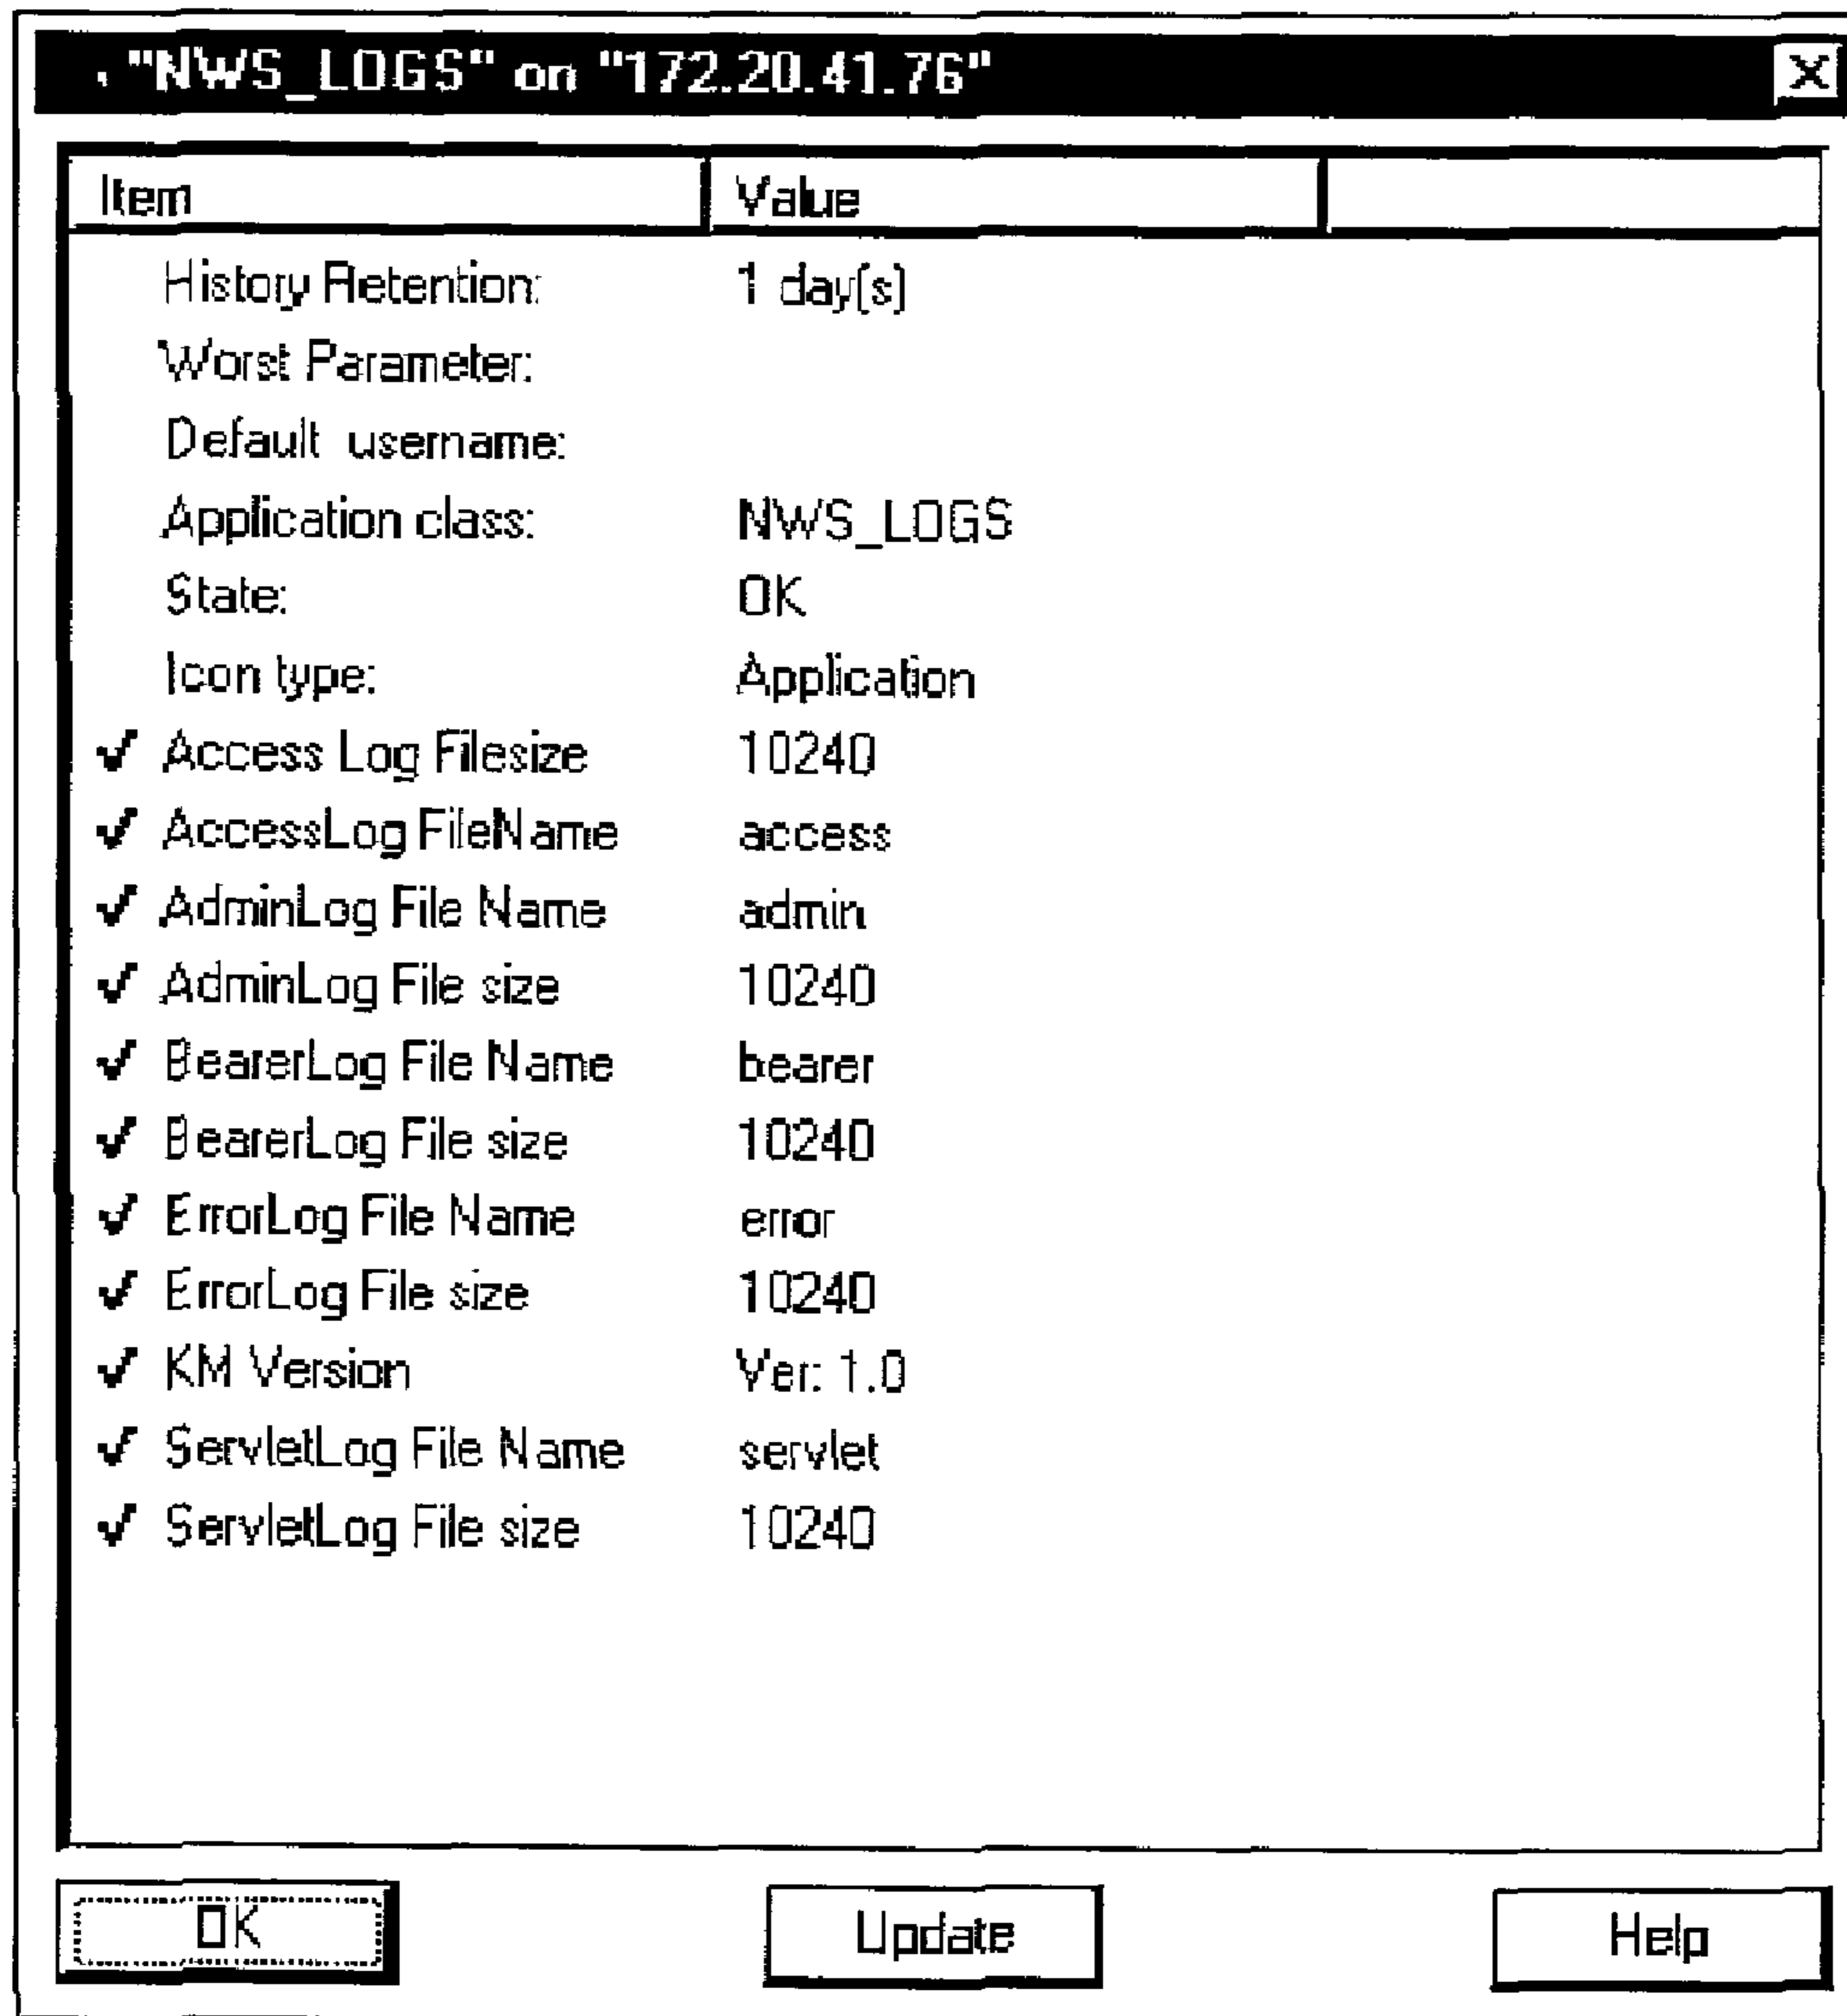 "NWS_LOGS" on "172.20.41.76" X
Item Value
History Retention: 1 day(s)
Worst Parameter:
Default username:
Application class: NWS_LOGS
State: OK
Icon type: Application
Access Log Filesize 10240
AccessLog FileName access
AdminLog File Name admin
AdminLog File size 10240
BearerLog File Name bearer
BearerLog File size 10240
ErrorLog File Name error
ErrorLog File size 10240
KM Version Ver: 1.0
ServletLog File Name servlet
ServletLog File size 10240
OK Update Help